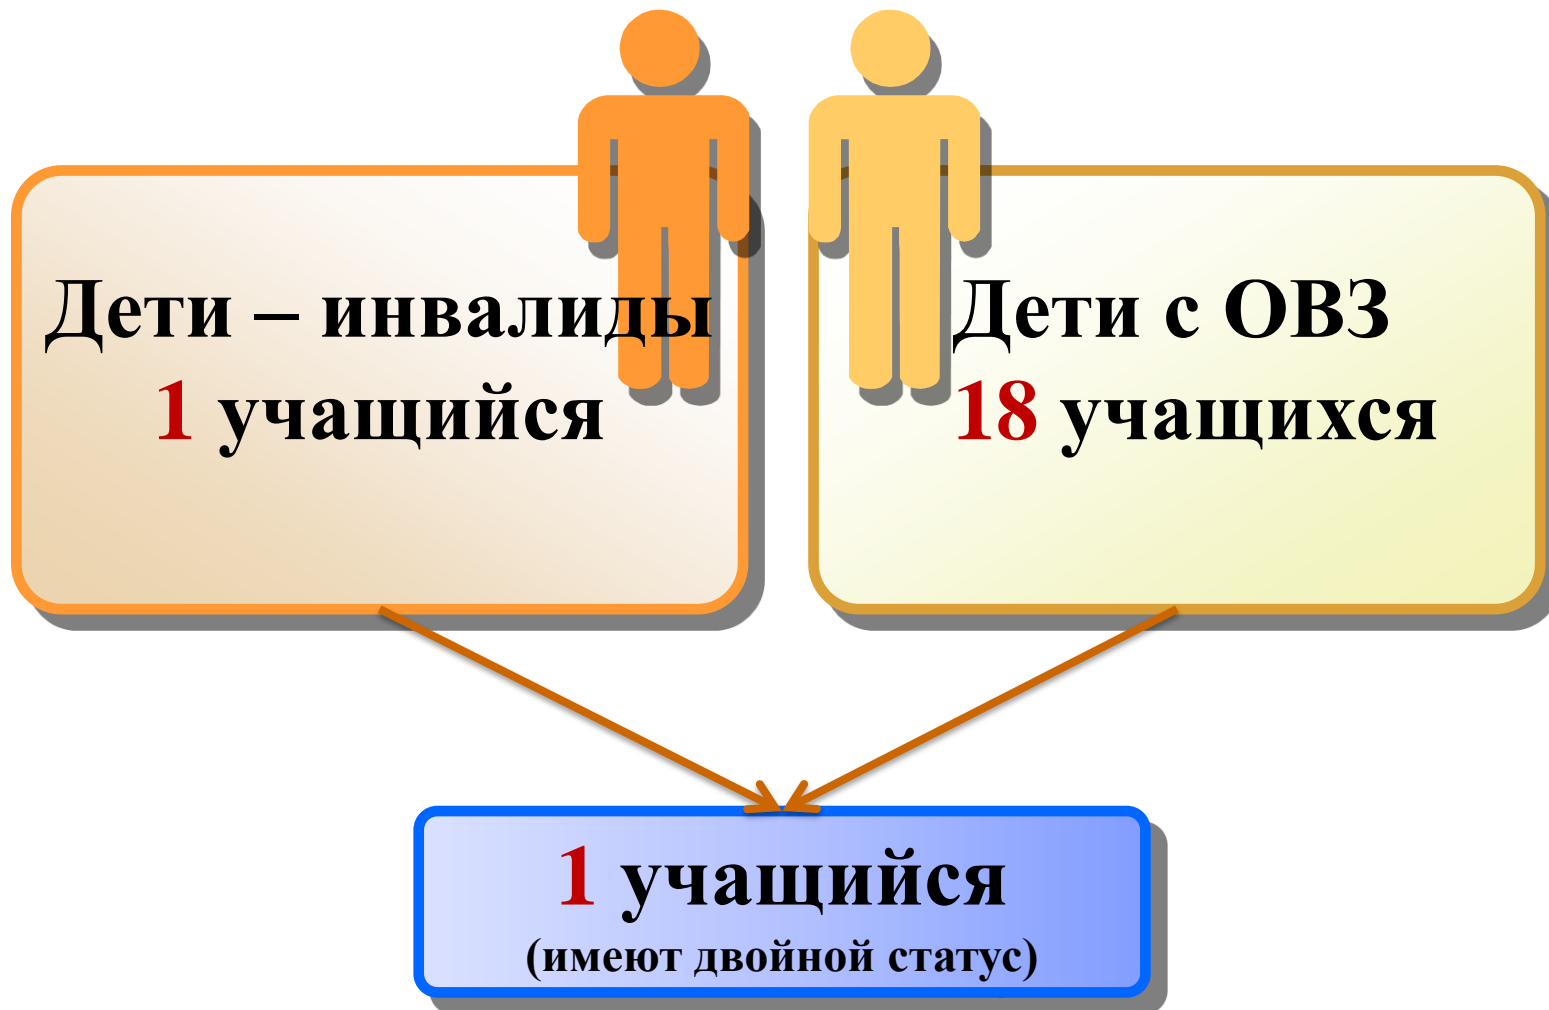 Дети – инвалиды
1 учащийся
Дети с ОВЗ
18 учащихся
1 учащийся
(имеют двойной статус)